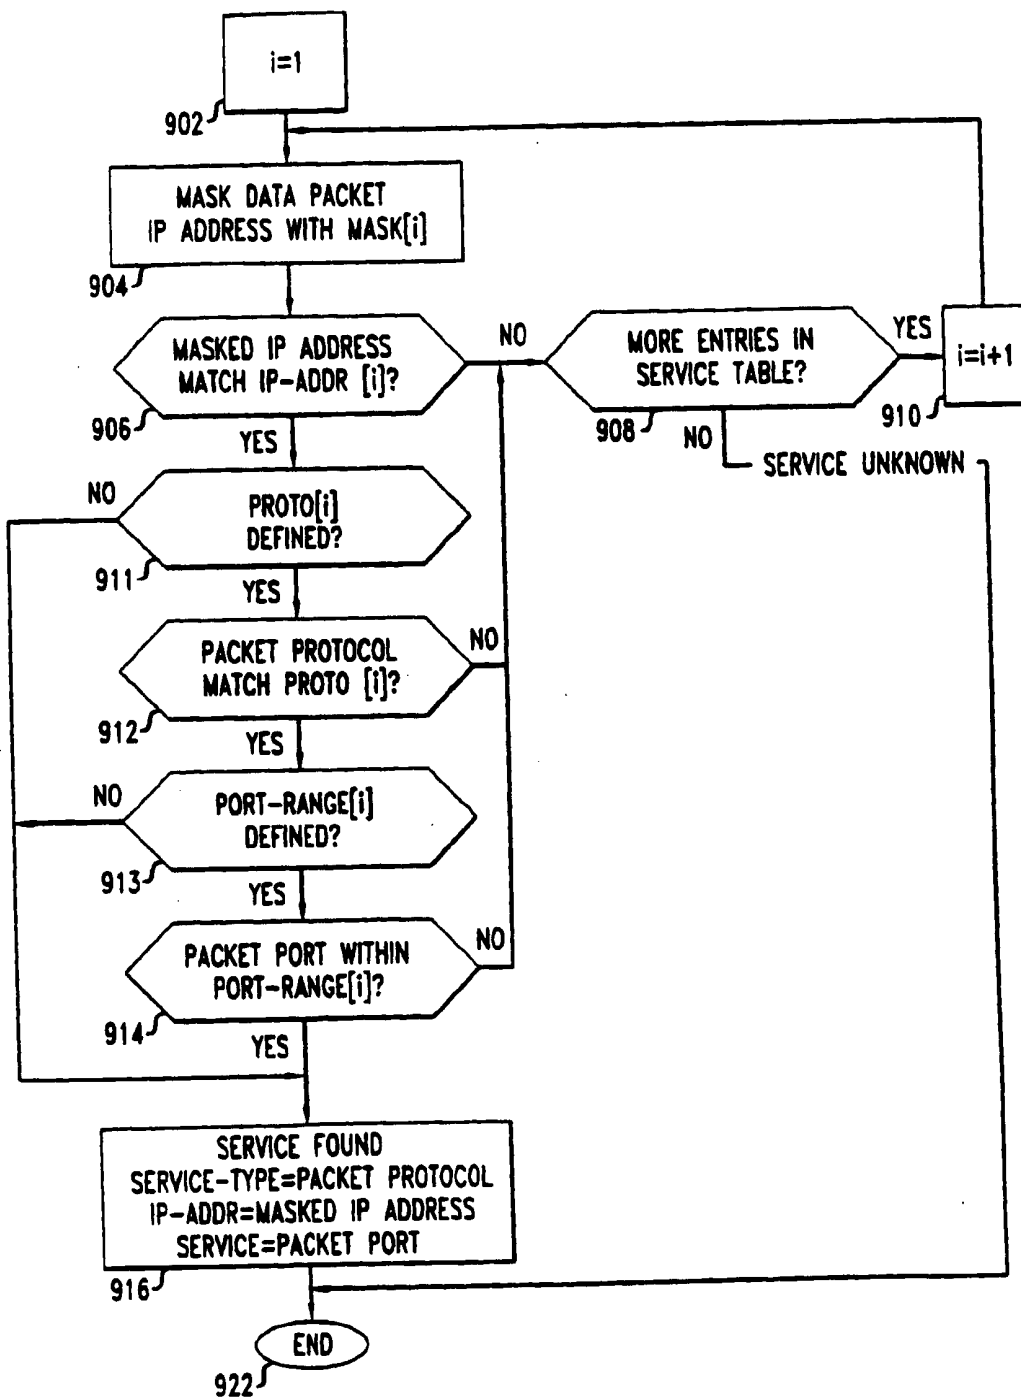 i=1
902
MASK DATA PACKET
IP ADDRESS WITH MASK[i]
904
MASKED IP ADDRESS
MATCH IP-ADDR [i]?
906
NO
MORE ENTRIES IN
SERVICE TABLE?
908
YES
i=i+1
910
NO
SERVICE UNKNOWN
YES
PROTO[i]
DEFINED?
911
NO
YES
PACKET PROTOCOL
MATCH PROTO [i]?
912
NO
YES
PORT-RANGE[i]
DEFINED?
913
NO
YES
PACKET PORT WITHIN
PORT-RANGE[i]?
914
NO
YES
SERVICE FOUND
SERVICE-TYPE=PACKET PROTOCOL
IP-ADDR=MASKED IP ADDRESS
SERVICE=PACKET PORT
916
END
922